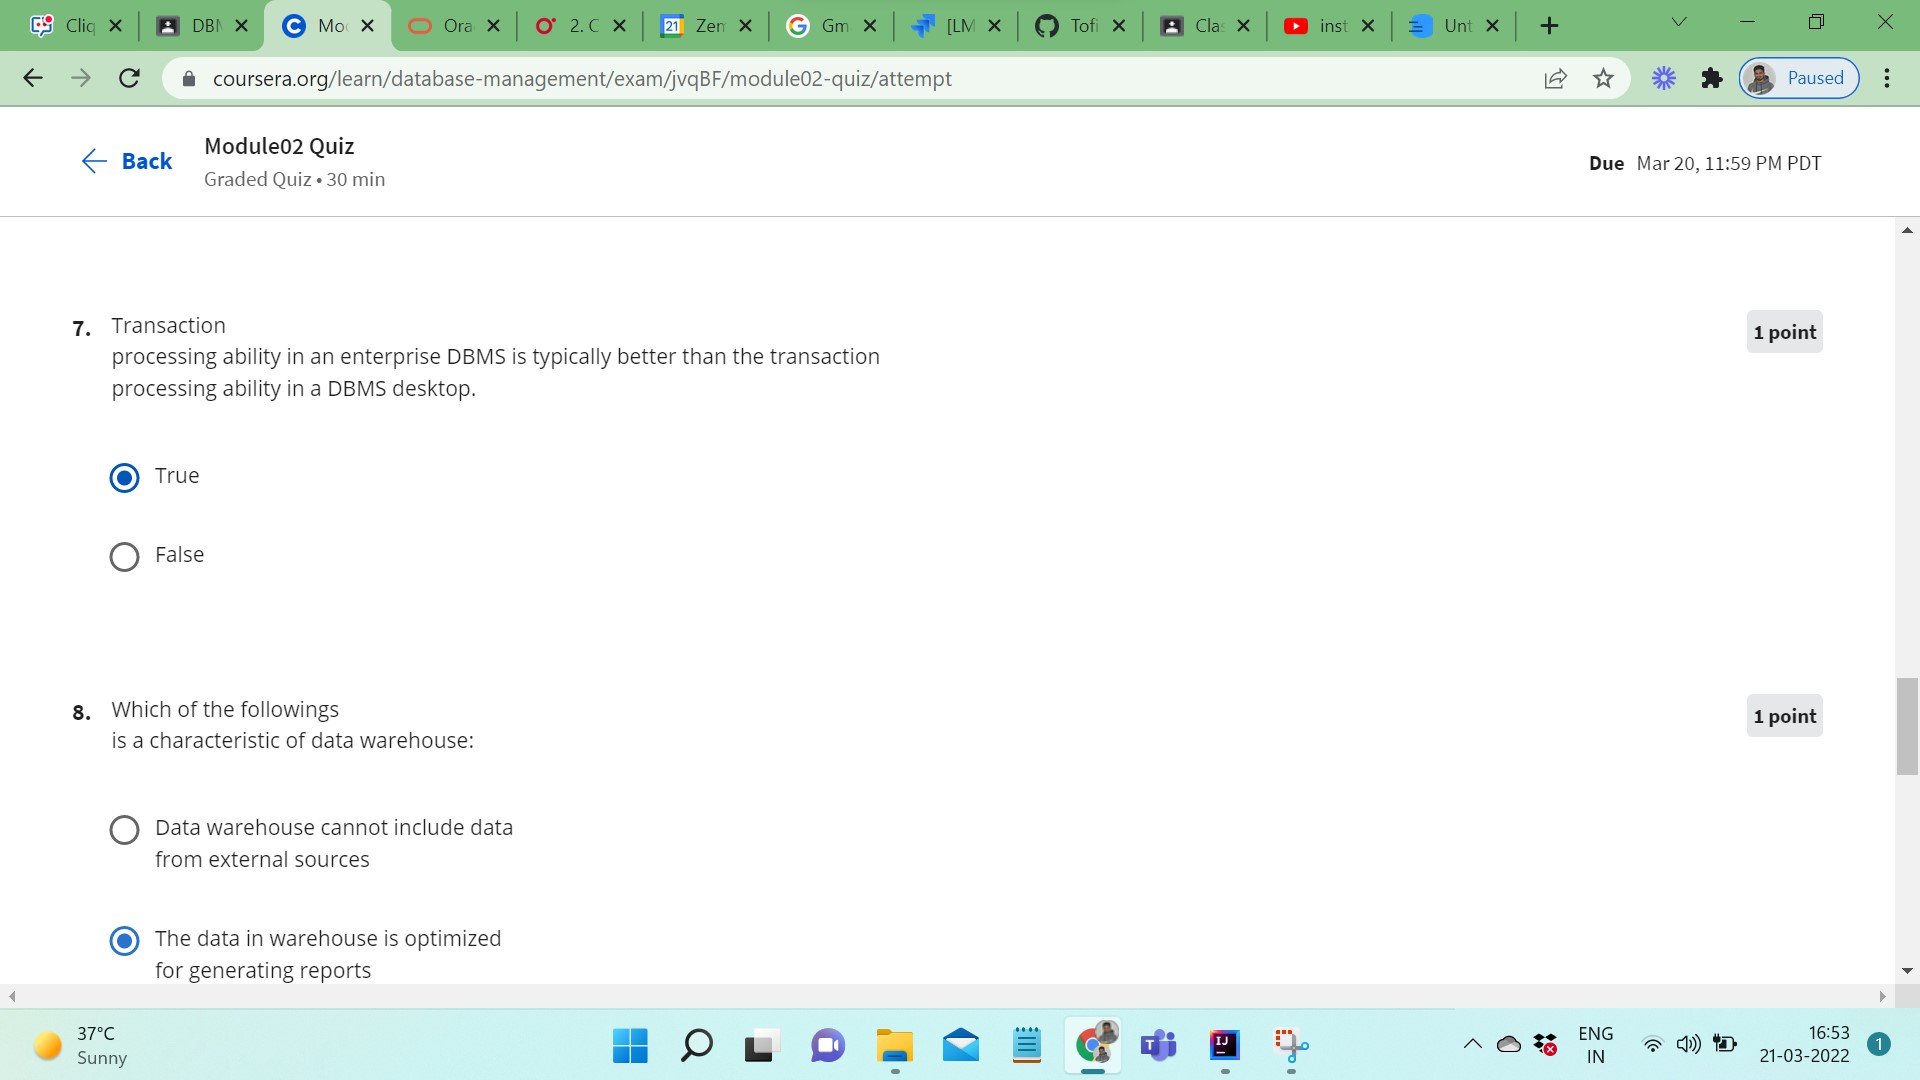 Cliq
DBM
Moc
Ora
2. C
Zen
Gm
[LM
Tofi
Clas
inst
Unt
coursera.org/learn/database-management/exam/jvqBF/module02-quiz/attempt
Paused
Back
Module02 Quiz
Graded Quiz • 30 min
Due Mar 20, 11:59 PM PDT
7. Transaction
processing ability in an enterprise DBMS is typically better than the transaction
processing ability in a DBMS desktop.
1 point
True
False
8. Which of the followings
is a characteristic of data warehouse:
1 point
Data warehouse cannot include data
from external sources
The data in warehouse is optimized
for generating reports
37°C
Sunny
ENG
IN
16:53
21-03-2022
1